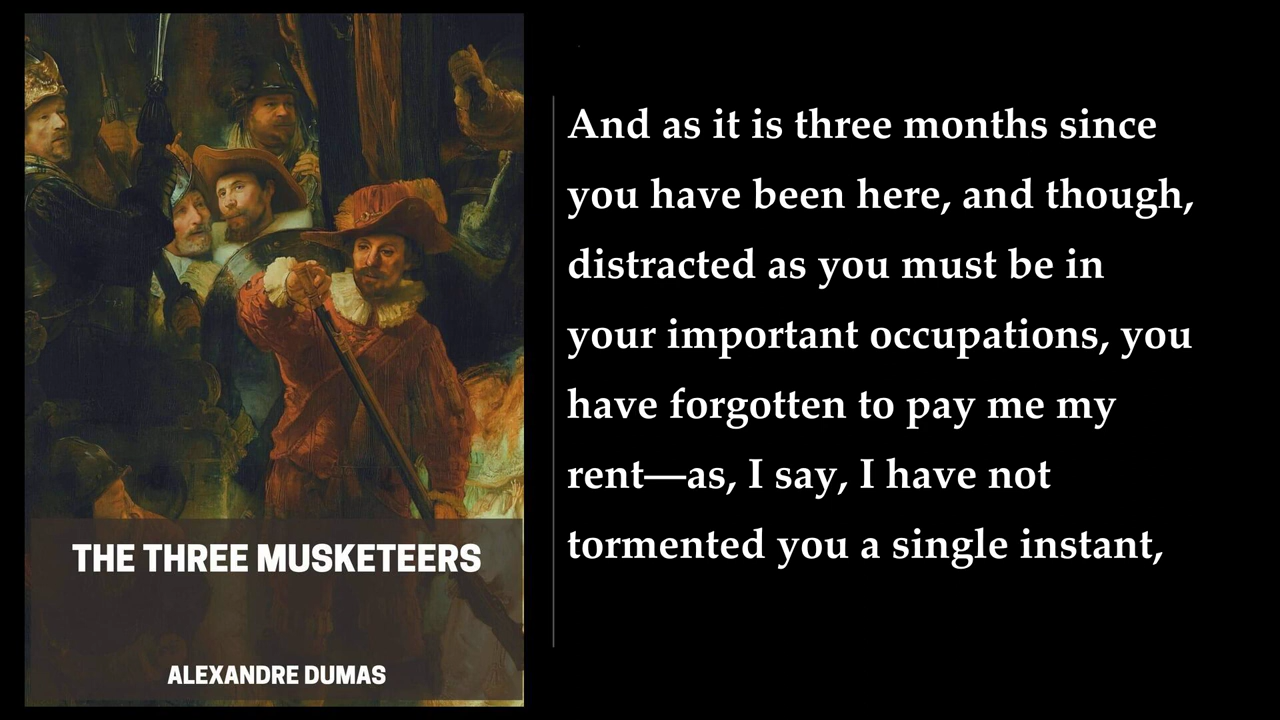 THE THREE MUSKETEERS
ALEXANDRE DUMAS
And as it is three months since
you have been here, and though,
distracted as you must be in
your important occupations, you
have forgotten to pay me my
rent—as, I say, I have not
tormented you a single instant,